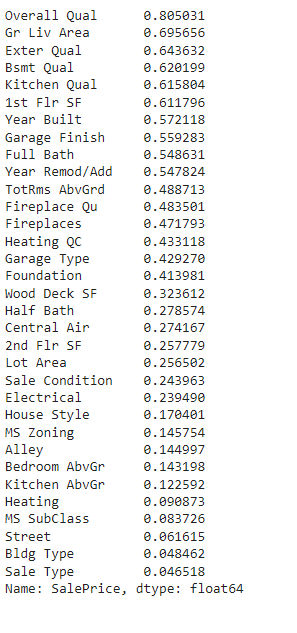 Overall Qual      0.805031
Gr Liv Area       0.695656
Exter Qual        0.643632
Bsmt Qual         0.620199
Kitchen Qual      0.615804
1st Flr SF        0.611796
Year Built        0.572118
Garage Finish     0.559283
Full Bath         0.548631
Year Remod/Add    0.547824
TotRms AbvGrd     0.488713
Fireplace Qu      0.483501
Fireplaces        0.471793
Heating QC        0.433118
Garage Type       0.429270
Foundation        0.413981
Wood Deck SF      0.323612
Half Bath         0.278574
Central Air       0.274167
2nd Flr SF        0.257779
Lot Area          0.256502
Sale Condition    0.243963
Electrical        0.239490
House Style       0.170401
MS Zoning         0.145754
Alley             0.144997
Bedroom AbvGr     0.143198
Kitchen AbvGr     0.122592
Heating           0.090873
MS SubClass       0.083726
Street            0.061615
Bldg Type         0.048462
Sale Type         0.046518
Name: SalePrice, dtype: float64